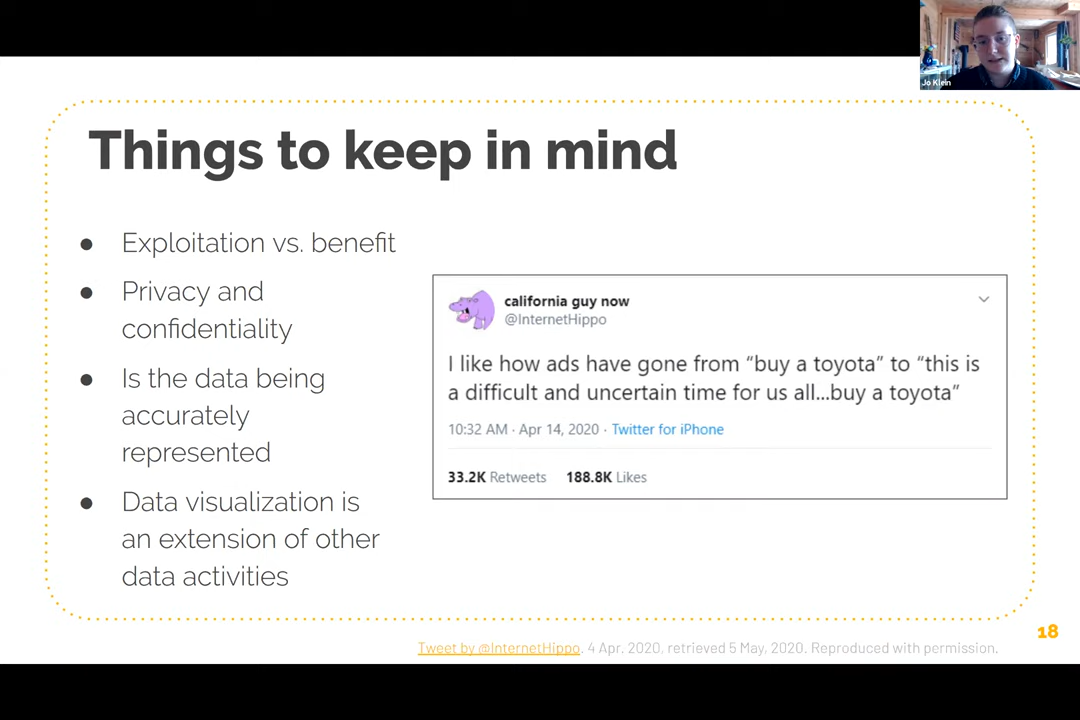 Jo Klein
Things to keep in mind
● Exploitation vs. benefit
● Privacy and
confidentiality
● Is the data being
accurately
represented
● Data visualization is
an extension of other
data activities
california guy now
@InternetHippo
I like how ads have gone from “buy a toyota” to “this is
a difficult and uncertain time for us all...buy a toyota”
10:32 AM · Apr 14, 2020 · Twitter for iPhone
33.2K Retweets 188.8K Likes
18
Tweet by @InternetHippo. 4 Apr. 2020, retrieved 5 May, 2020. Reproduced with permission.